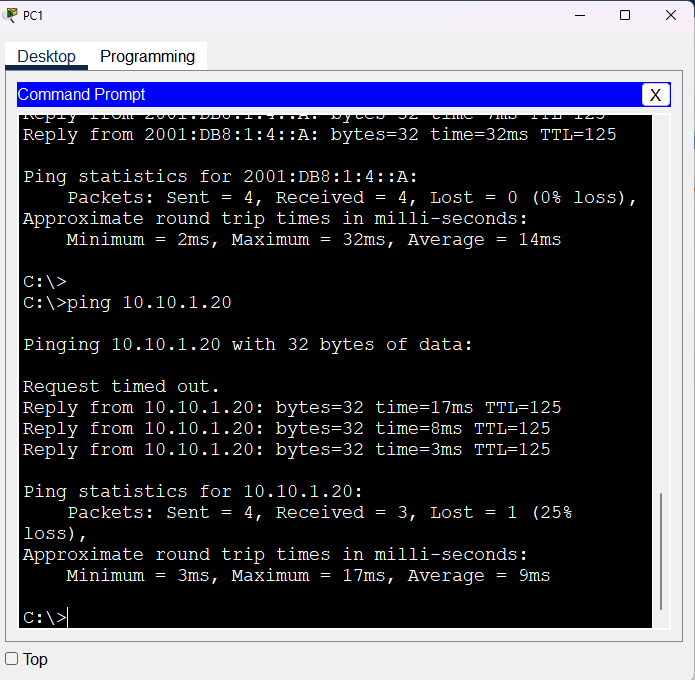 PC1
Desktop Programming
Command Prompt X
Reply from 2001:DB8:1:4::A: bytes=32 time=7ms TTL=125
Reply from 2001:DB8:1:4::A: bytes=32 time=32ms TTL=125
Ping statistics for 2001:DB8:1:4::A:
Packets: Sent = 4, Received = 4, Lost = 0 (0% loss),
Approximate round trip times in milli-seconds:
Minimum = 2ms, Maximum = 32ms, Average = 14ms
C:\>
C:\>ping 10.10.1.20
Pinging 10.10.1.20 with 32 bytes of data:
Request timed out.
Reply from 10.10.1.20: bytes=32 time=17ms TTL=125
Reply from 10.10.1.20: bytes=32 time=8ms TTL=125
Reply from 10.10.1.20: bytes=32 time=3ms TTL=125
Ping statistics for 10.10.1.20:
Packets: Sent = 4, Received = 3, Lost = 1 (25%
loss),
Approximate round trip times in milli-seconds:
Minimum = 3ms, Maximum = 17ms, Average = 9ms
C:\>
Top